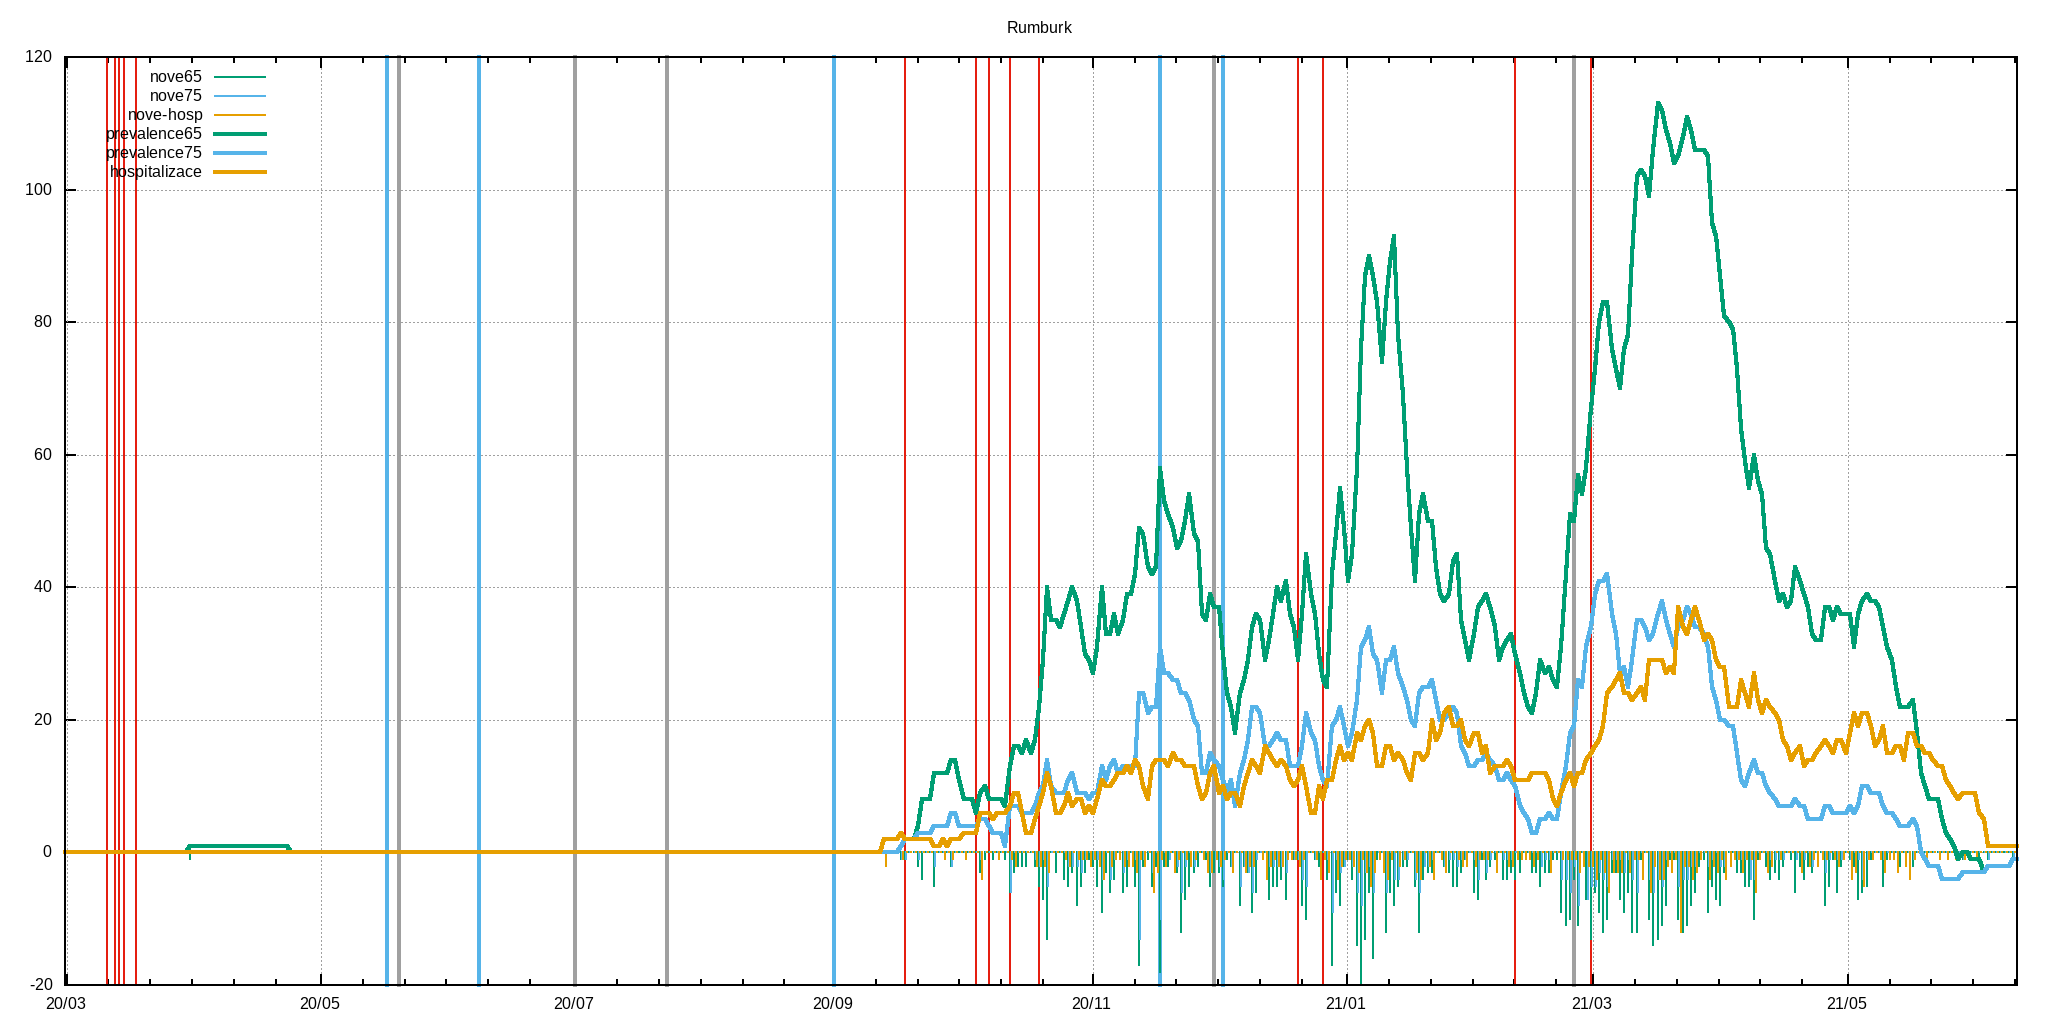 Rumburk
120
100
80
60
40
20
0
-20
nove65
nove75
nove-hosp
prevalence65
prevalence75
hospitalizace
20/03 20/05 20/07 20/09 20/11 21/01 21/03 21/05